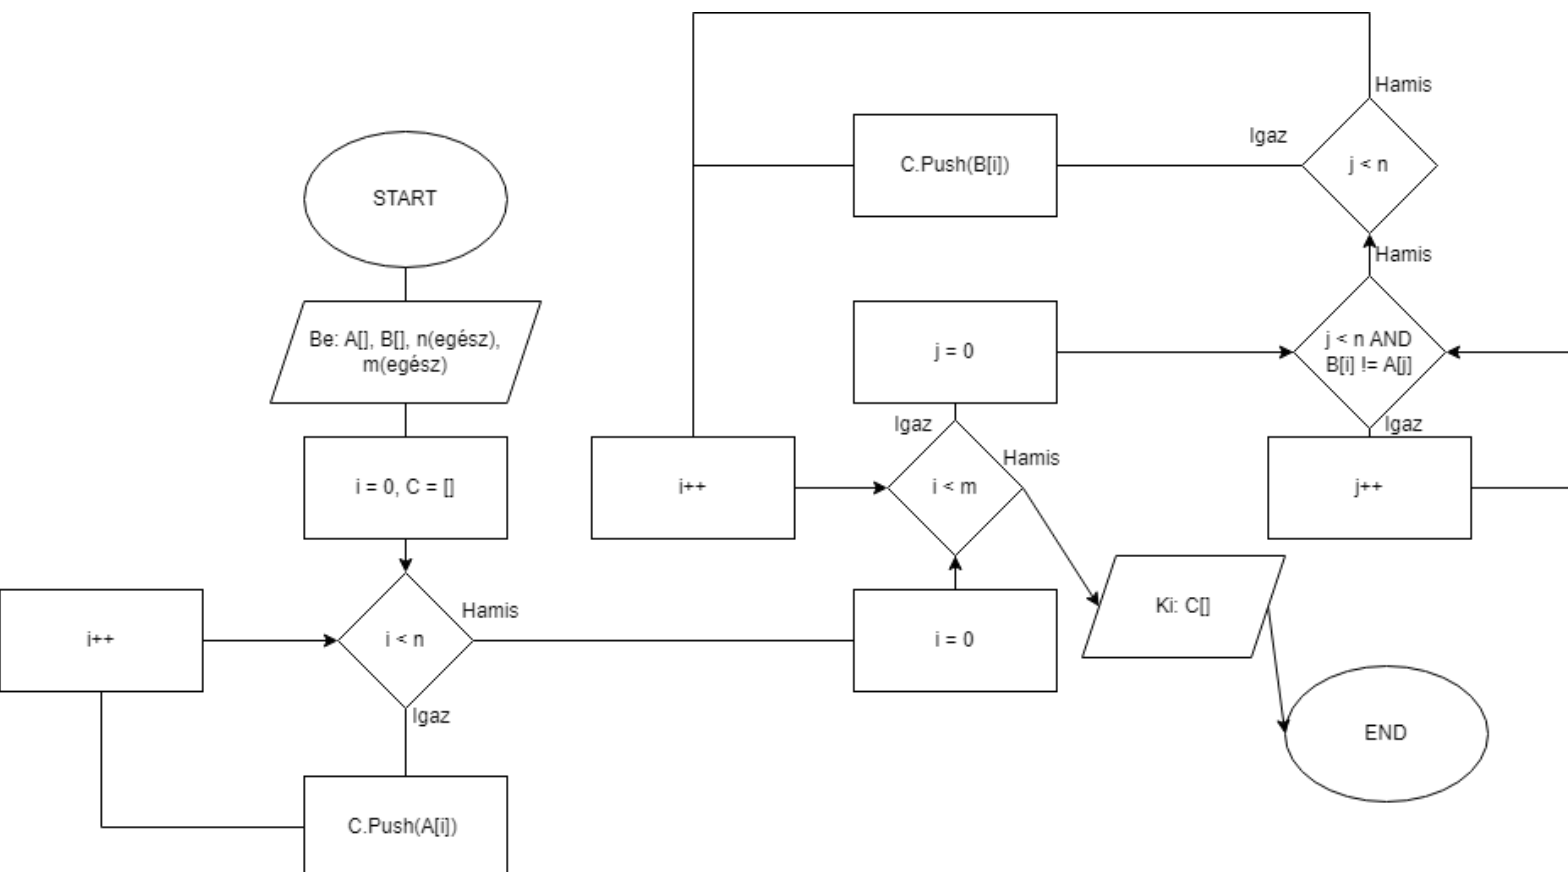 START
Be: A[], B[], n(egész),
m(egész)
i = 0, C = []
i < n
Hamis
Igaz
i++
C.Push(A[i])
i = 0
i < m
Igaz
Hamis
i++
j = 0
j < n AND
B[i] != A[j]
Hamis
Igaz
j++
j < n
Hamis
Igaz
C.Push(B[i])
Ki: C[]
END